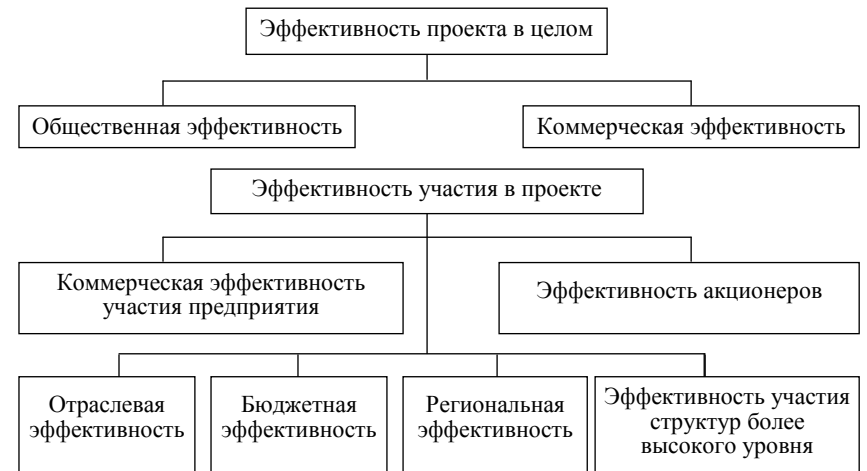 Эффективность проекта в целом
Общественная эффективность
Коммерческая эффективность
Эффективность участия в проекте
Коммерческая эффективность
участия предприятия
Эффективность акционеров
Отраслевая
эффективность
Бюджетная
эффективность
Региональная
эффективность
Эффективность участия
структур более
высокого уровня